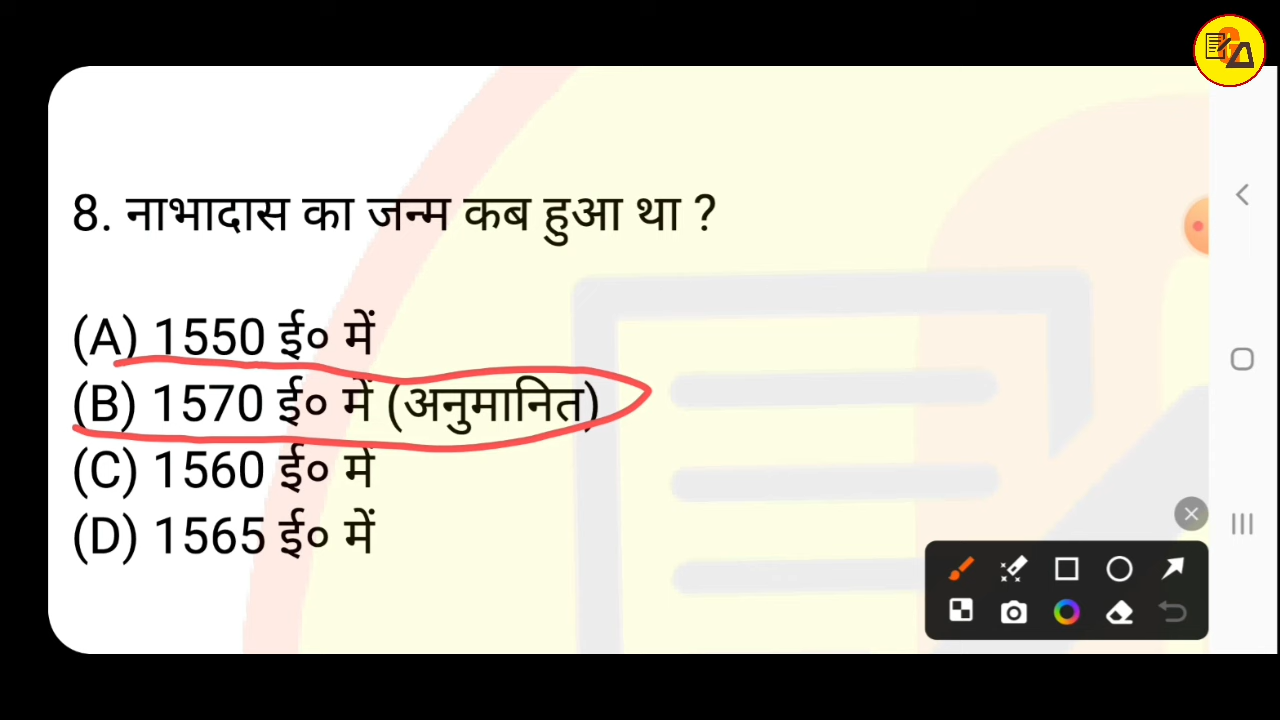 8. नाभादास का जन्म कब हुआ था ?
(A) 1550 ई० में
(B) 1570 ई० में (अनुमानित)
(C) 1560 ई० में
(D) 1565 ई० में